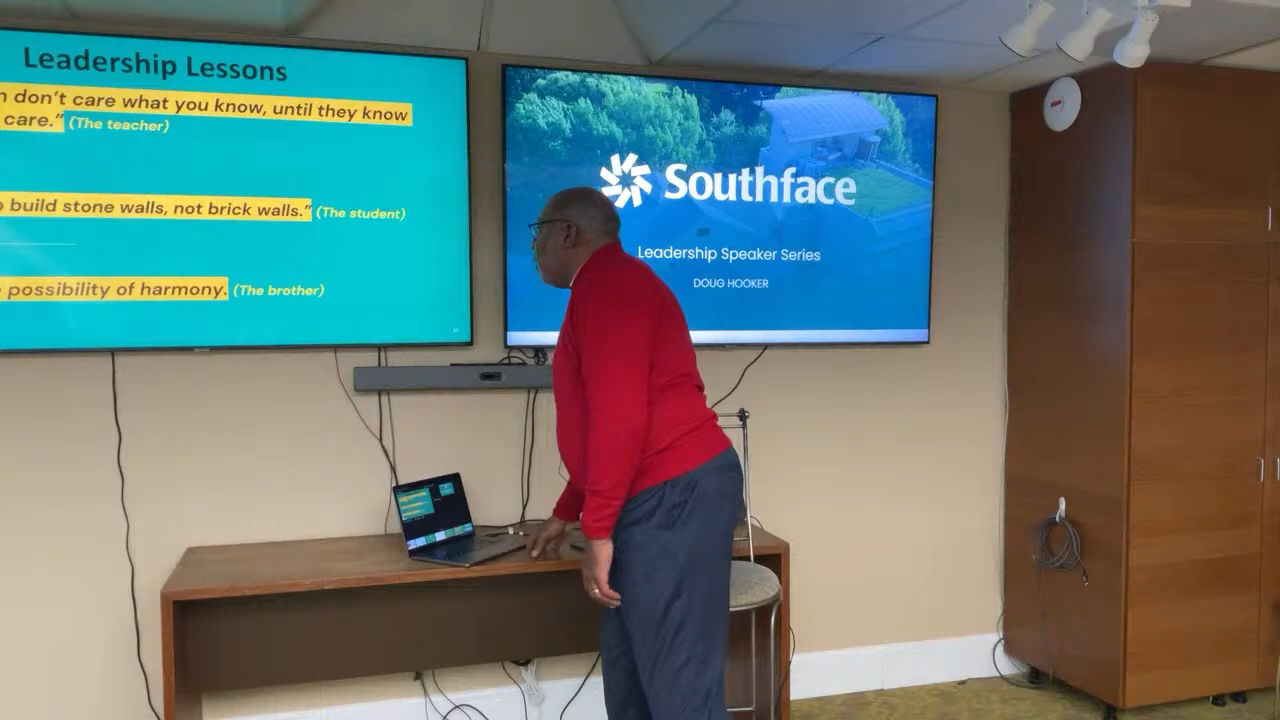 Leadership Lessons
n don't care what you know, until they know
care." (The teacher)
build stone walls, not brick walls." (The student)
possibility of harmony. (The brother)
Southface
Leadership Speaker Series
DOUG HOOKER